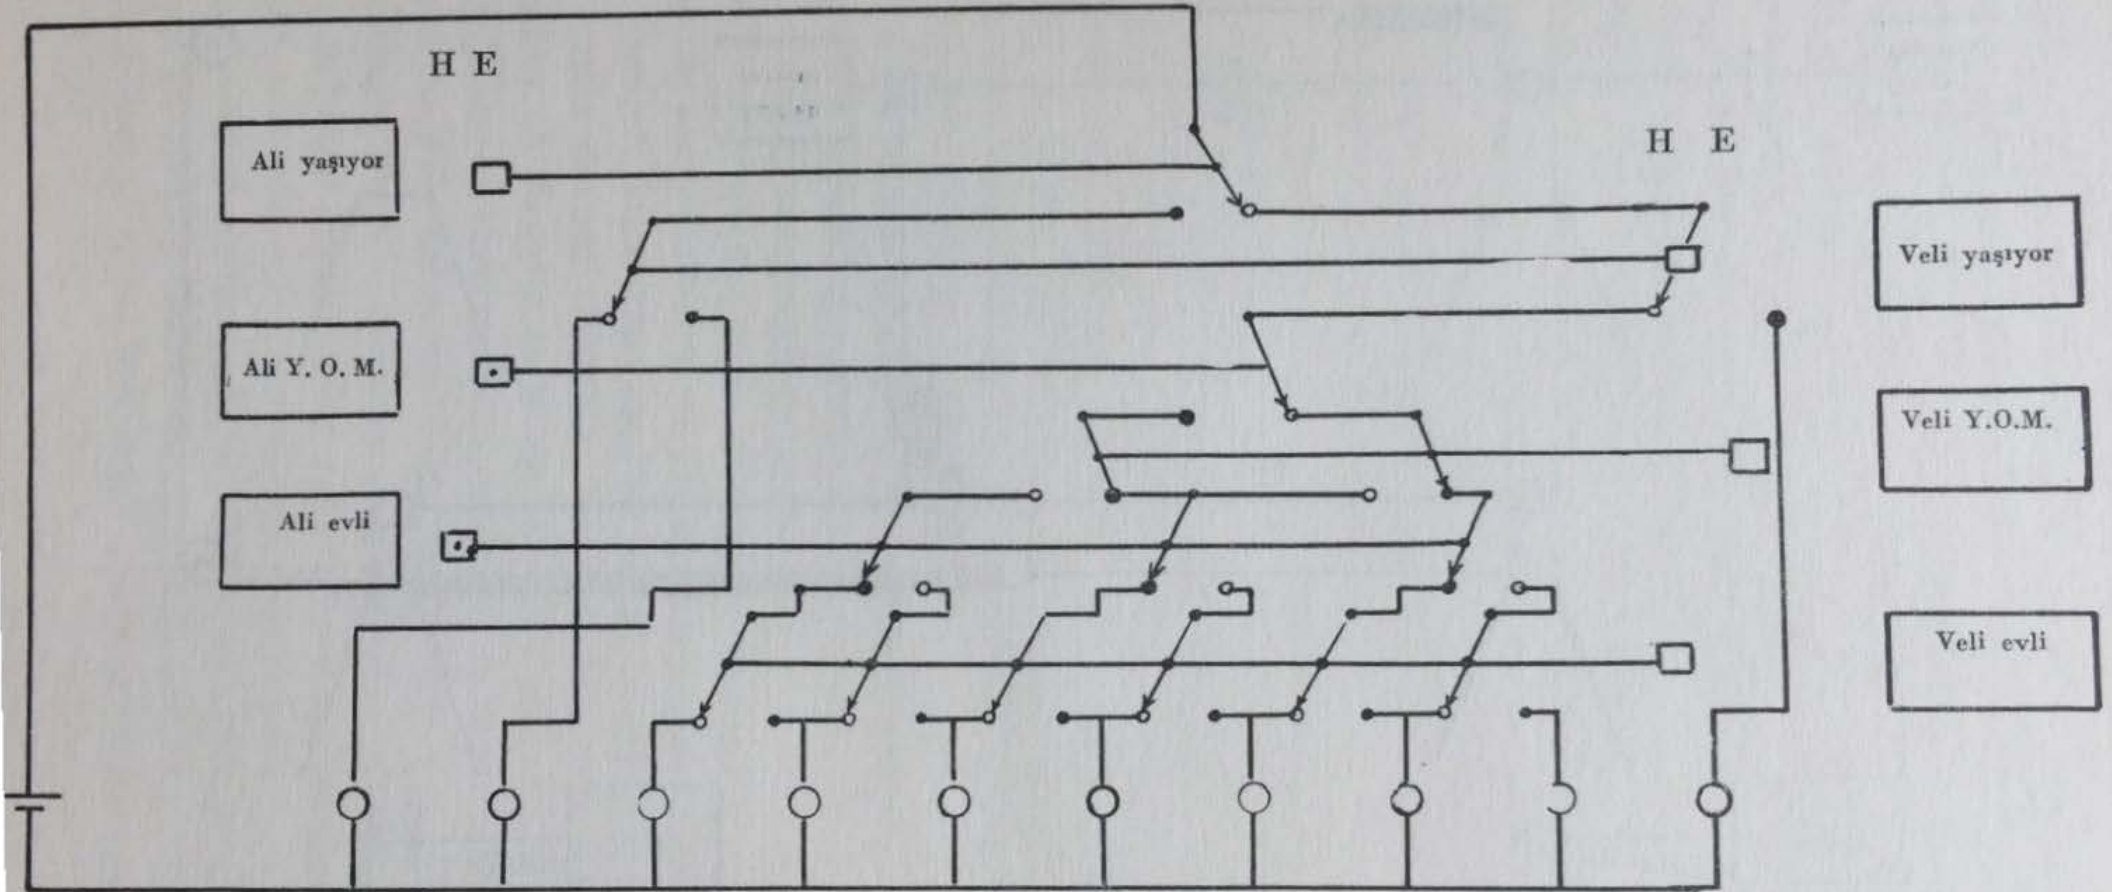 H E
H E
Ali yaşıyor
Veli yaşıyor
Ali Y. O. M.
Veli Y.O.M.
Ali evli
Veli evli